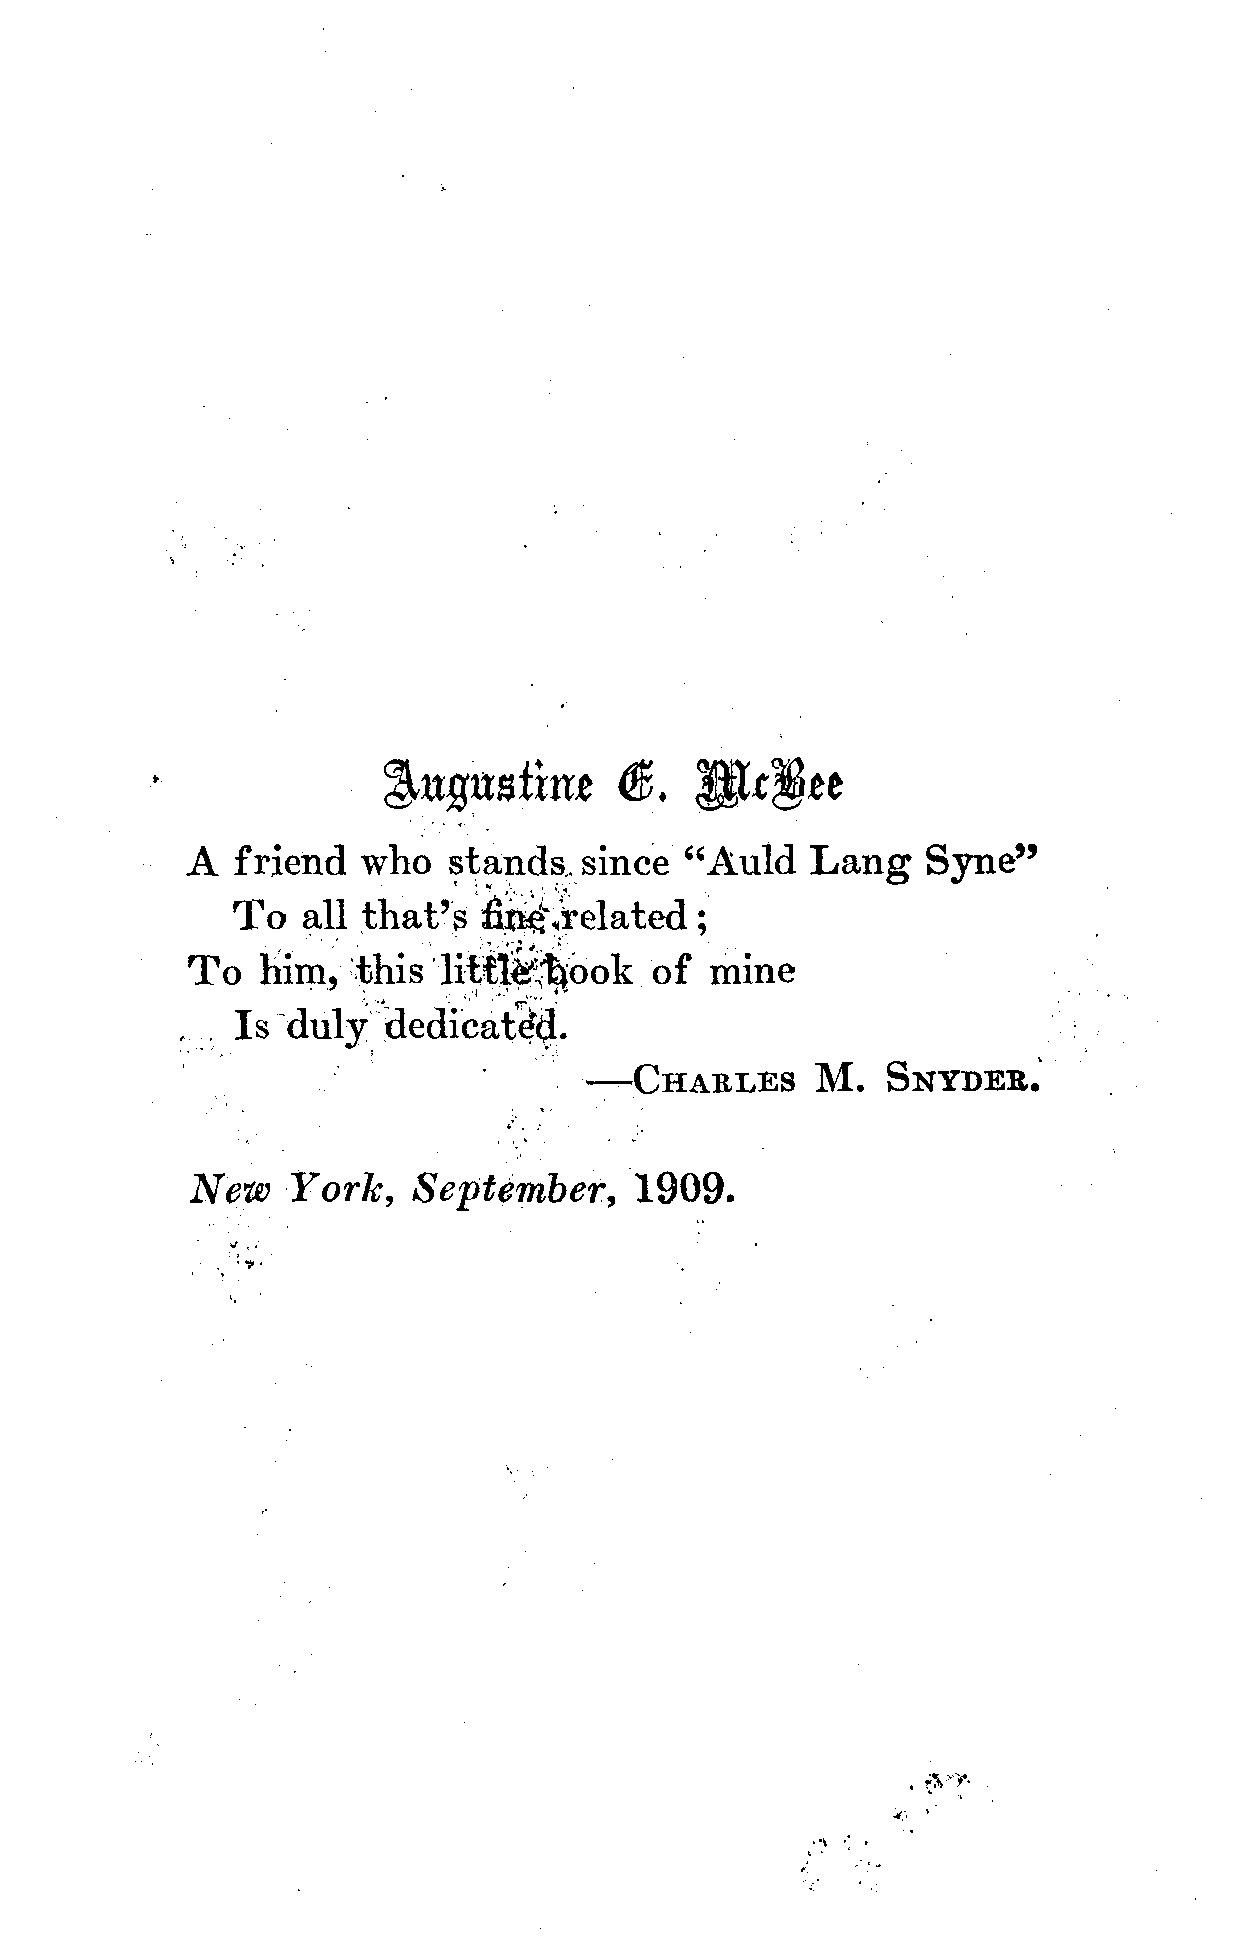 Augustine E. McBee
A friend who stands since “Auld Lang Syne”
To all that’s fine related;
To him, this little book of mine
Is duly dedicated.
—CHARLES M. SNYDER.
New York, September, 1909.